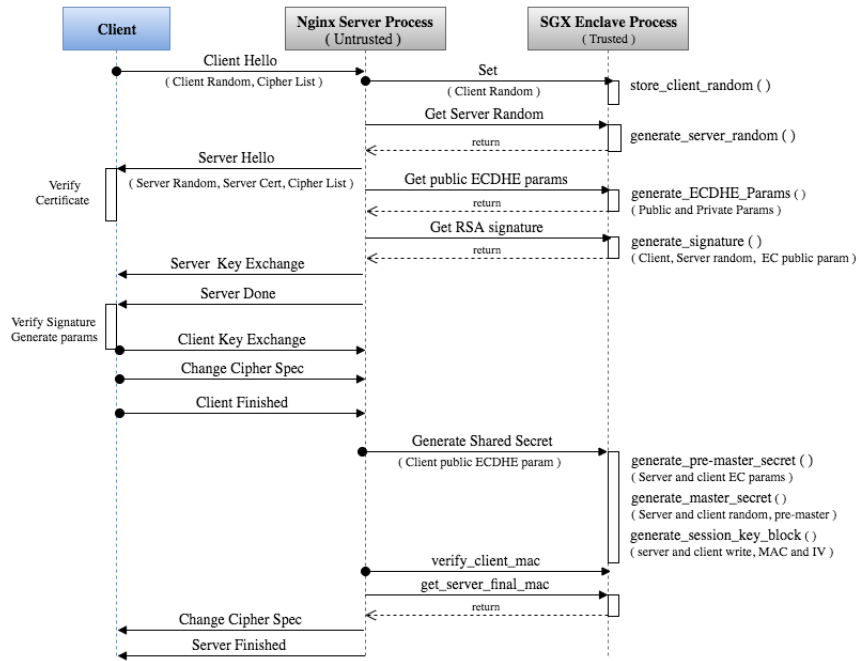 Client
Nginx Server Process
( Untrusted )
SGX Enclave Process
( Trusted )
Client Hello
( Client Random, Cipher List )
Set
( Client Random )
store_client_random ( )
Get Server Random
generate_server_random ( )
return
Server Hello
( Server Random, Server Cert, Cipher List )
Verify
Certificate
Get public ECDHE params
generate_ECDHE_Params ( )
( Public and Private Params )
return
Get RSA signature
generate_signature ( )
( Client, Server random, EC public param )
return
Server Key Exchange
Server Done
Verify Signature
Generate params
Client Key Exchange
Change Cipher Spec
Client Finished
Generate Shared Secret
( Client public ECDHE param )
generate_pre-master_secret ( )
( Server and client EC params )
generate_master_secret ( )
( Server and client random, pre-master )
generate_session_key_block ( )
( server and client write, MAC and IV )
verify_client_mac
get_server_final_mac
return
Change Cipher Spec
Server Finished